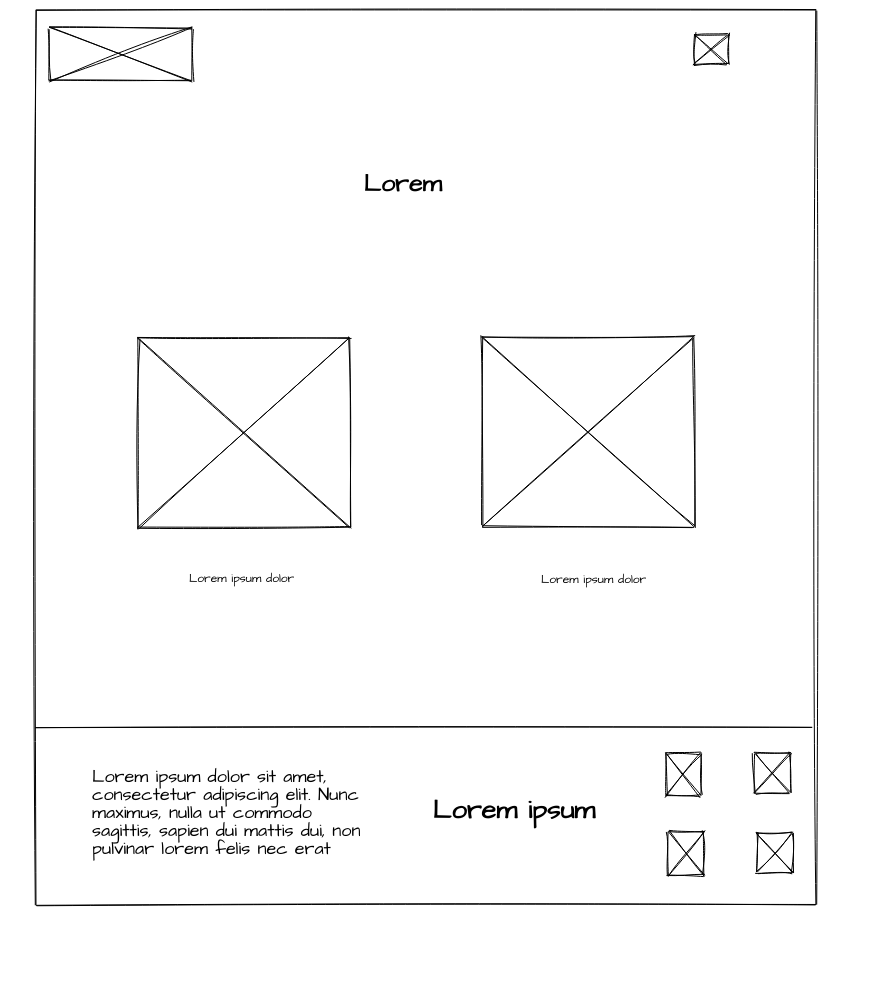 Lorem
Lorem ipsum dolor
Lorem ipsum dolor
Lorem ipsum dolor sit amet,
consectetur adipiscing elit. Nunc
maximus, nulla ut commodo
sagittis, sapien dui mattis dui, non
pulvinar lorem felis nec erat
Lorem ipsum